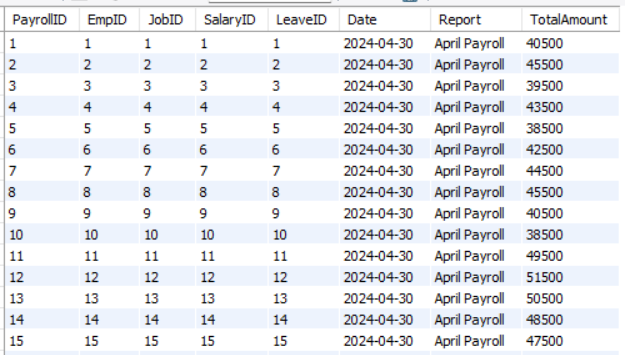 PayrollID EmpID JobID SalaryID LeaveID Date Report TotalAmount
1 1 1 1 1 2024-04-30 April Payroll 40500
2 2 2 2 2 2024-04-30 April Payroll 45500
3 3 3 3 3 2024-04-30 April Payroll 39500
4 4 4 4 4 2024-04-30 April Payroll 43500
5 5 5 5 5 2024-04-30 April Payroll 38500
6 6 6 6 6 2024-04-30 April Payroll 42500
7 7 7 7 7 2024-04-30 April Payroll 44500
8 8 8 8 8 2024-04-30 April Payroll 45500
9 9 9 9 9 2024-04-30 April Payroll 40500
10 10 10 10 10 2024-04-30 April Payroll 38500
11 11 11 11 11 2024-04-30 April Payroll 49500
12 12 12 12 12 2024-04-30 April Payroll 51500
13 13 13 13 13 2024-04-30 April Payroll 50500
14 14 14 14 14 2024-04-30 April Payroll 48500
15 15 15 15 15 2024-04-30 April Payroll 47500